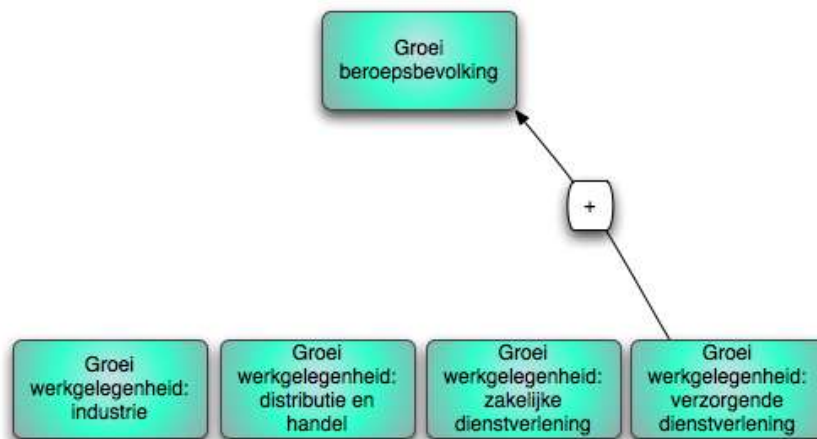 Groei
beroepsbevolking
+
Groei
werkgelegenheid:
industrie
Groei
werkgelegenheid:
distributie en
handel
Groei
werkgelegenheid:
zakelijke
dienstverlening
Groei
werkgelegenheid:
verzorgende
dienstverlening